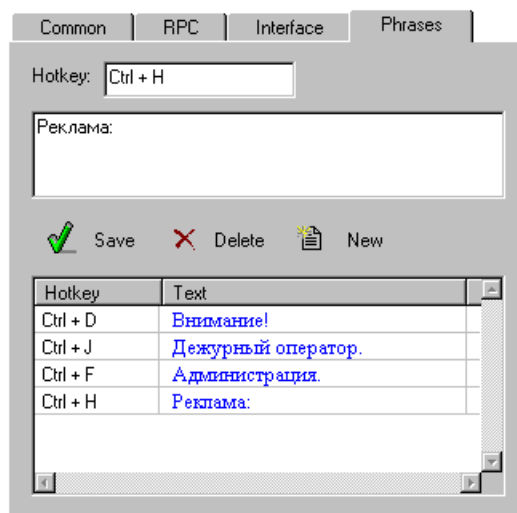 Common RPC Interface Phrases
Hotkey: Ctrl + H
Реклама:
Save Delete New
Hotkey Text
Ctrl + D Внимание!
Ctrl + J Дежурный оператор.
Ctrl + F Администрация.
Ctrl + H Реклама: